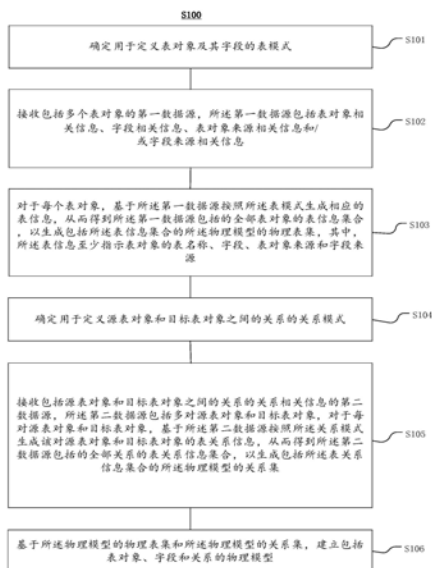 S100
确定用于定义表对象及其字段的表模式
S101
接收包括多个表对象的第一数据源，所述第一数据源包括表对象相
关信息、字段相关信息、表对象来源相关信息和/
或字段来源相关信息
S102
对于每个表对象，基于所述第一数据源按照所述表模式生成相应的
表信息，从而得到所述第一数据源包括的全部表对象的表信息集合
，以生成包括所述表信息集合的所述物理模型的物理表集，其中，
所述表信息至少指示表对象的表名称、字段、表对象来源和字段来
源
S103
确定用于定义源表对象和目标表对象之间的关系的关系模式
S104
接收包括源表对象和目标表对象之间的关系的关系相关信息的第二
数据源，所述第二数据源包括多对源表对象和目标表对象，对于每
对源表对象和目标表对象，基于所述第二数据源按照所述关系模式
生成该对源表对象和目标表对象的表关系信息，从而得到所述第二
数据源包括的全部关系的表关系信息集合，以生成包括所述表关系
信息集合的所述物理模型的关系集
S105
基于所述物理模型的物理表集和所述物理模型的关系集，建立包括
表对象、字段和关系的物理模型
S106